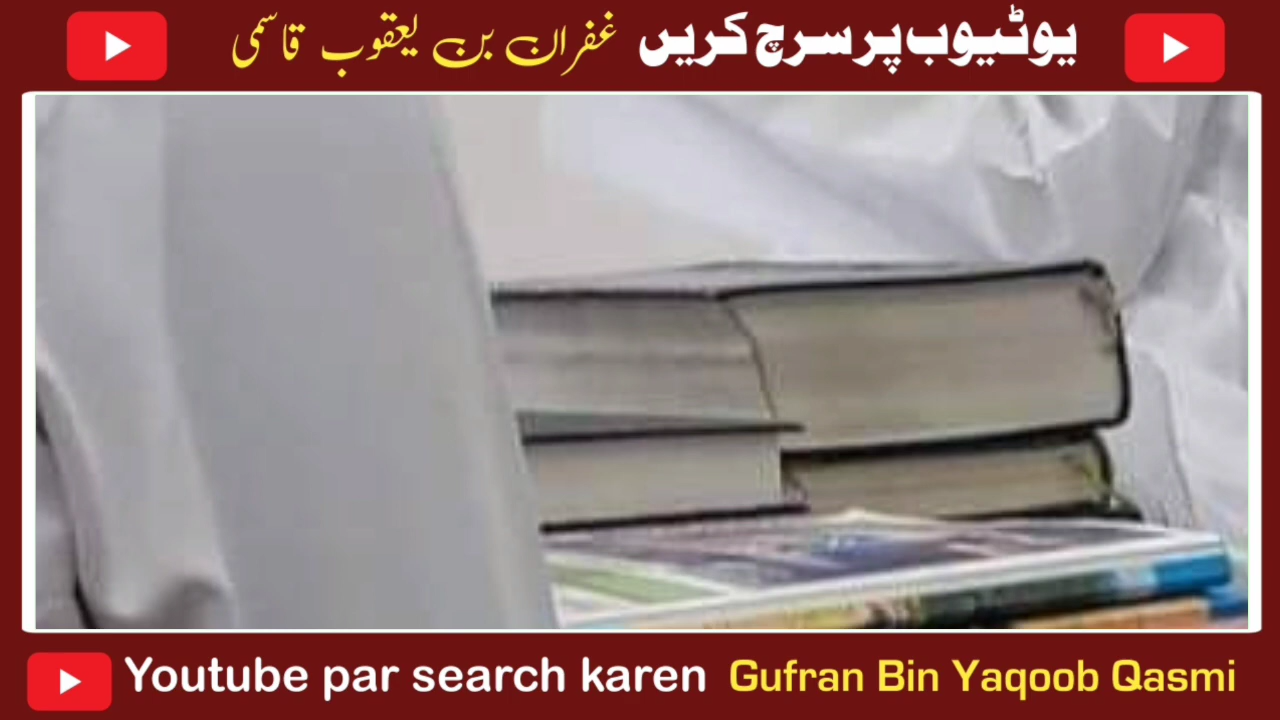 یوٹیوب پر سرچ کریں غفران بن یعقوب قاسمی
Youtube par search karen Gufran Bin Yaqoob Qasmi